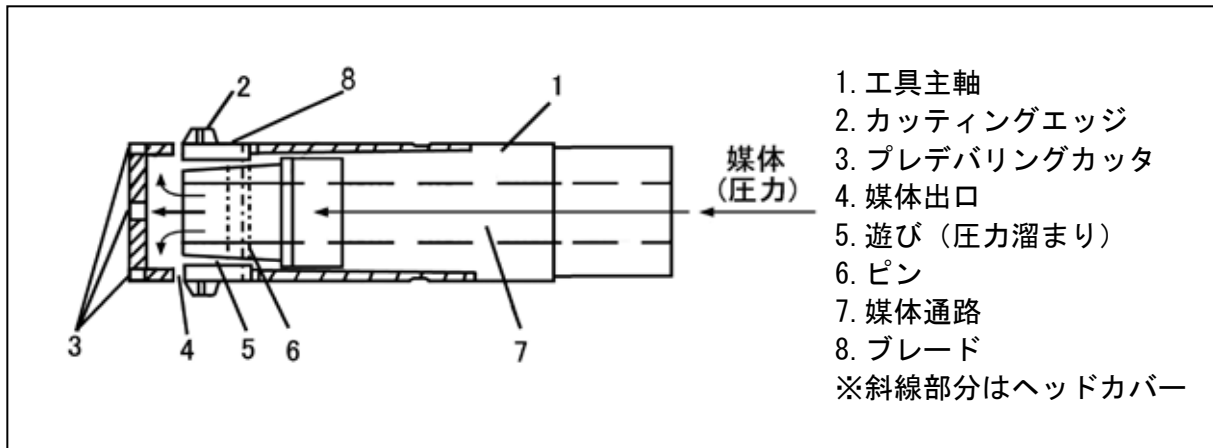 2
8
1
媒体
(圧力)
3
4
5
6
7
1. 工具主軸
2. カッティングエッジ
3. プレデバリングカッタ
4. 媒体出口
5. 遊び（圧力溜まり）
6. ピン
7. 媒体通路
8. ブレード
※斜線部分はヘッドカバー